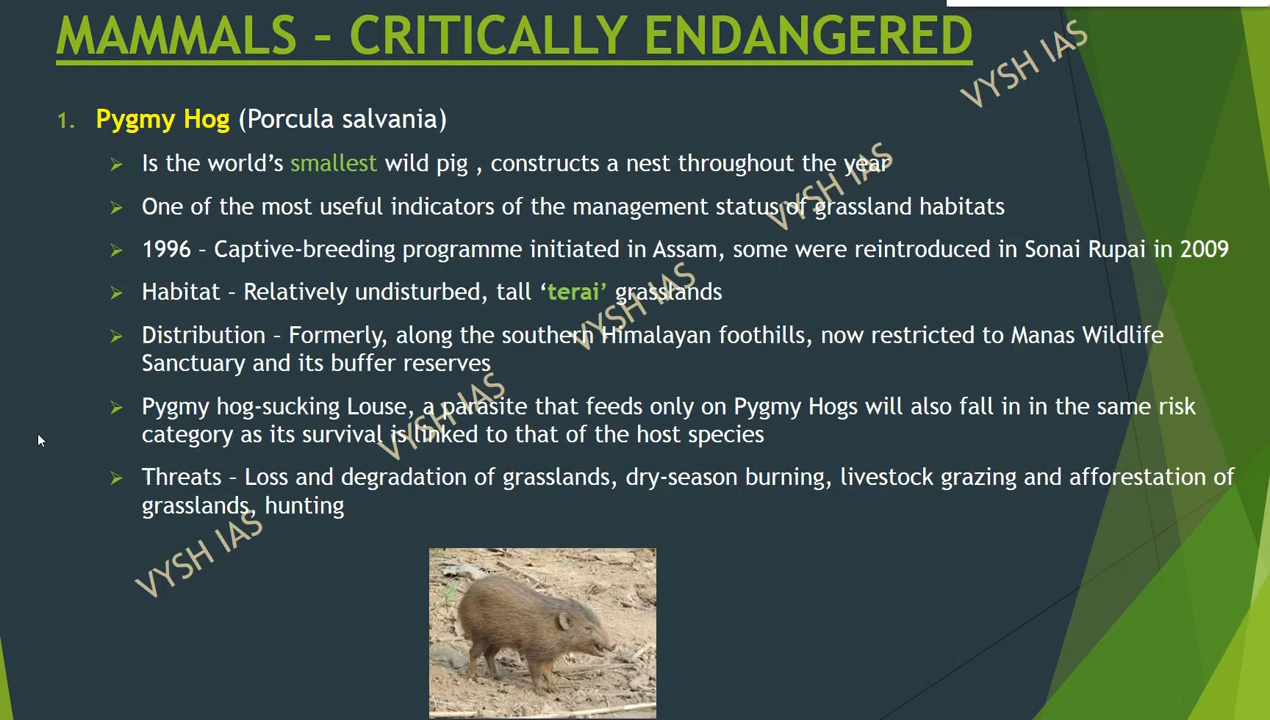 MAMMALS – CRITICALLY ENDANGERED
VYSH IAS
1. Pygmy Hog (Porcula salvania)
Is the world's smallest wild pig , constructs a nest throughout the year
VYSH IAS
One of the most useful indicators of the management status of grassland habitats
1996 – Captive-breeding programme initiated in Assam, some were reintroduced in Sonai Rupai in 2009
Habitat – Relatively undisturbed, tall ‘terai’ grasslands
VYSH IAS
Distribution – Formerly, along the southern Himalayan foothills, now restricted to Manas Wildlife
Sanctuary and its buffer reserves
Pygmy hog-sucking Louse, a parasite that feeds only on Pygmy Hogs will also fall in in the same risk
category as its survival is linked to that of the host species
VYSH IAS
Threats – Loss and degradation of grasslands, dry-season burning, livestock grazing and afforestation of
grasslands, hunting
VYSH IAS